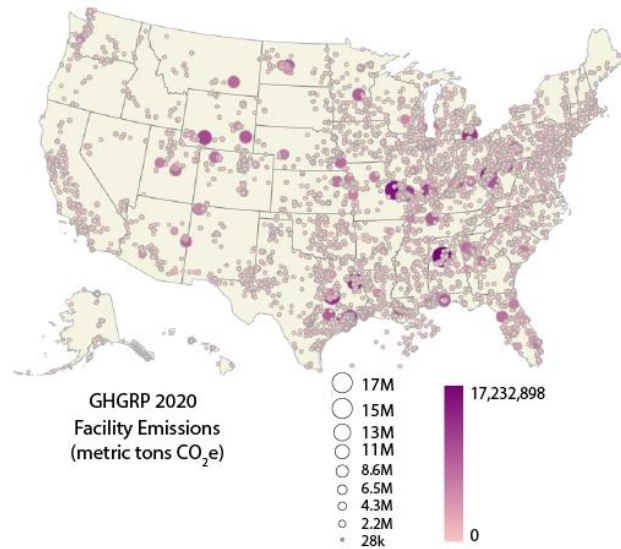 GHGRP 2020
Facility Emissions
(metric tons CO₂e)
17M
15M
13M
11M
8.6M
6.5M
4.3M
2.2M
28k
17,232,898
0